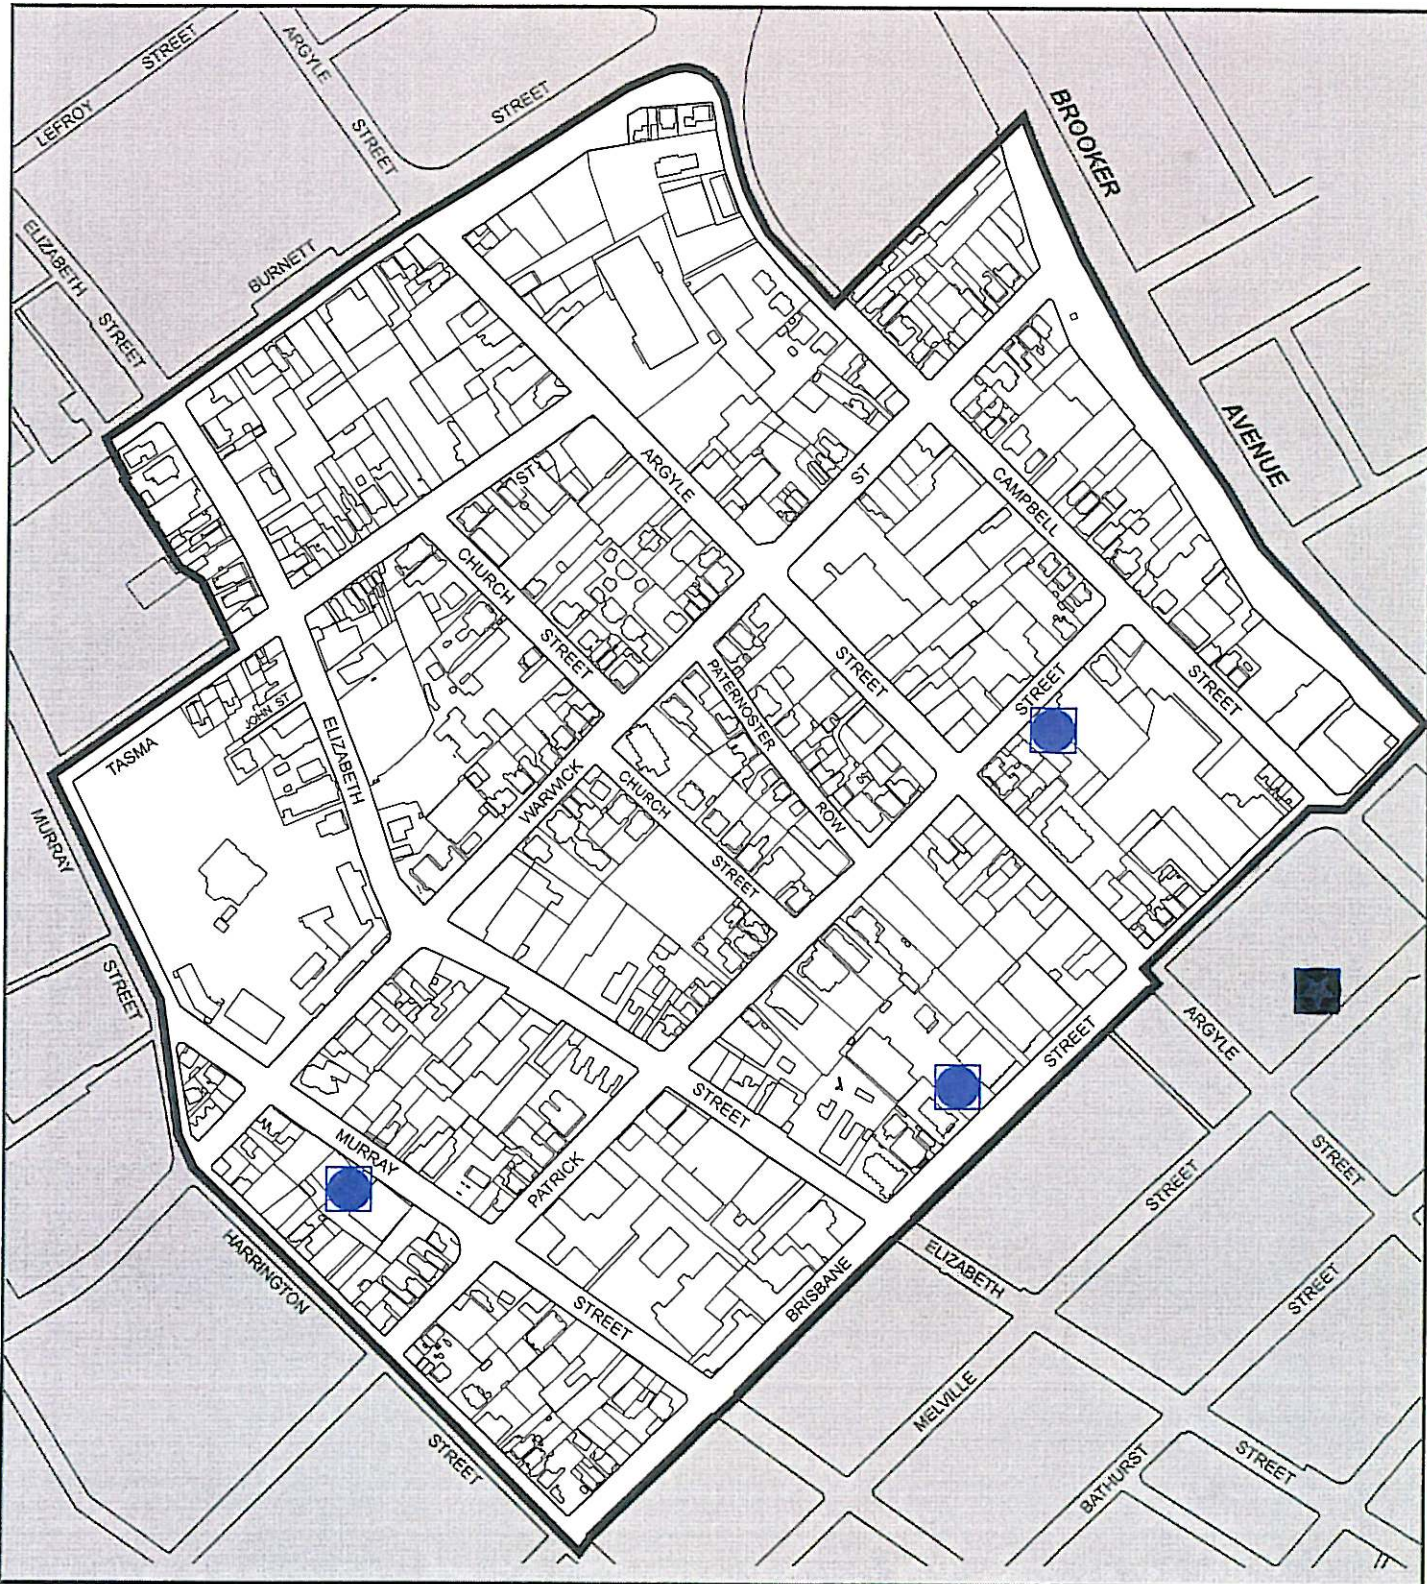 LEFROY STREET
ARGYLE STREET
STREET
BROOKER AVENUE
ELIZABETH STREET
BURNETT
ST
ARGYLE STREET
ST
CAMPBELL STREET
CHURCH STREET
PATERNOSTER ROW
STREET
TASMA
JOHN ST
ELIZABETH
WARWICK
CHURCH STREET
MURRAY STREET
STREET
STREET
ARGYLE STREET
MURRAY STREET
PATRICK
HARRINGTON STREET
BRISBANE
ELIZABETH STREET
STREET
STREET
MELVILLE
BATHURST